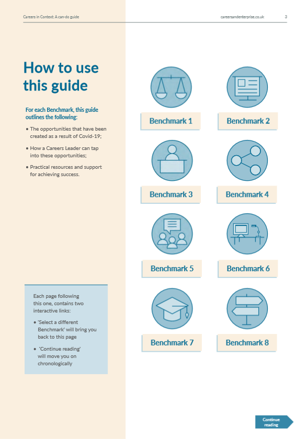 Careers in Context: A can-do guide
careersandenterprise.co.uk
2
How to use
this guide
For each Benchmark, this guide
outlines the following:
• The opportunities that have been
created as a result of Covid-19;
• How a Careers Leader can tap
into these opportunities;
• Practical resources and support
for achieving success.
Benchmark 1
Benchmark 2
Benchmark 3
Benchmark 4
Benchmark 5
Benchmark 6
Benchmark 7
Benchmark 8
Each page following
this one, contains two
interactive links:
• ‘Select a different
Benchmark’ will bring you
back to this page
• ‘Continue reading’
will move you on
chronologically
Continue
reading